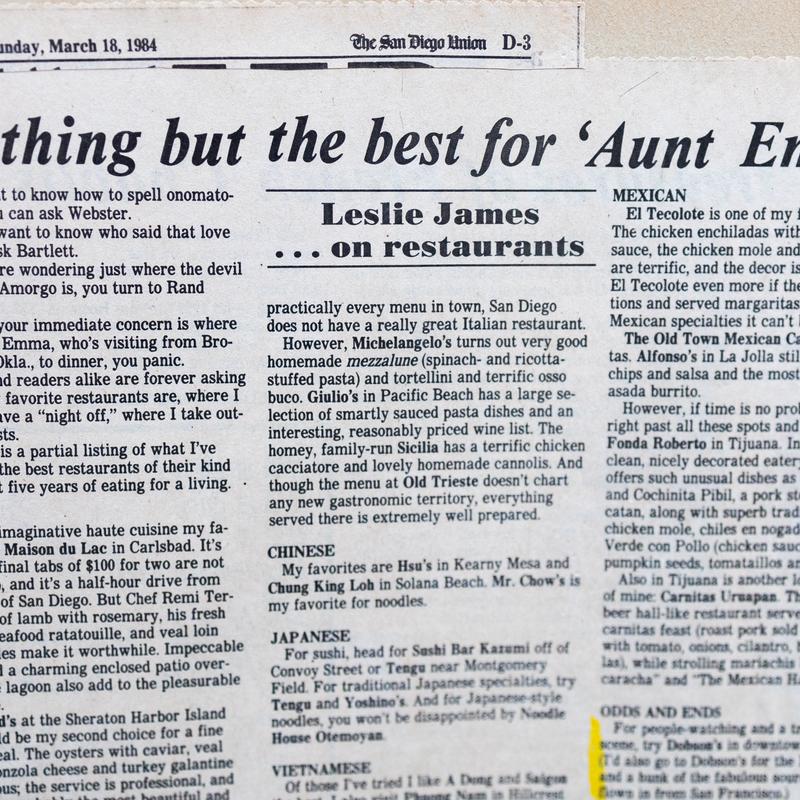 unday, March 18, 1984
The San Diego Union D-3
thing but the best for ‘Aunt Em
t to know how to spell onomato-
u can ask Webster.
want to know who said that love
sk Bartlett.
re wondering just where the devil
Amorgo is, you turn to Rand
your immediate concern is where
Emma, who's visiting from Bro-
Okla., to dinner, you panic.
nd readers alike are forever asking
favorite restaurants are, where I
ave a “night off,” where I take out-
sts.
is a partial listing of what I've
the best restaurants of their kind
t five years of eating for a living.
imaginative haute cuisine my fa-
Maison du Lac in Carlsbad. It's
final tabs of $100 for two are not
, and it's a half-hour drive from
of San Diego. But Chef Remi Ter-
of lamb with rosemary, his fresh
eafood ratatouille, and veal loin
les make it worthwhile. Impeccable
d a charming enclosed patio over-
lagoon also add to the pleasurable
d's at the Sheraton Harbor Island
ld be my second choice for a fine
eal. The oysters with caviar, veal
onzola cheese and turkey galantine
ous; the service is professional, and
the most beautiful and
Leslie James
. . . on restaurants
practically every menu in town, San Diego
does not have a really great Italian restaurant.
However, Michelangelo's turns out very good
homemade mezzalune (spinach- and ricotta-
stuffed pasta) and tortellini and terrific osso
buco. Giulio's in Pacific Beach has a large se-
lection of smartly sauced pasta dishes and an
interesting, reasonably priced wine list. The
homey, family-run Sicilia has a terrific chicken
cacciatore and lovely homemade cannolis. And
though the menu at Old Trieste doesn't chart
any new gastronomic territory, everything
served there is extremely well prepared.
CHINESE
My favorites are Hsu's in Kearny Mesa and
Chung King Loh in Solana Beach. Mr. Chow's is
my favorite for noodles.
JAPANESE
For sushi, head for Sushi Bar Kazumi off of
Convoy Street or Tengu near Montgomery
Field. For traditional Japanese specialties, try
Tengu and Yoshino's. And for Japanese-style
noodles, you won't be disappointed by Noodle
House Otemoyan.
VIETNAMESE
Of those I've tried I like A Dong and Saigon
the best. I also visit Phuong Nam in Hillcrest
MEXICAN
El Tecolote is one of my f
The chicken enchiladas with
sauce, the chicken mole and
are terrific, and the decor is
El Tecolote even more if the
tions and served margaritas
Mexican specialties it can't b
The Old Town Mexican Ca
tas. Alfonso's in La Jolla still
chips and salsa and the most
asada burrito.
However, if time is no prob
right past all these spots and
Fonda Roberto in Tijuana. In
clean, nicely decorated eatery
offers such unusual dishes as
and Cochinita Pibil, a pork st
catan, along with superb trad
chicken mole, chiles en nogad
Verde con Pollo (chicken sauc
pumpkin seeds, tomatillos an
Also in Tijuana is another l
of mine: Carnitas Uruapan. Th
beer hall-like restaurant serve
carnitas feast (roast pork sold
with tomato, onions, cilantro, b
las), while strolling mariachis
caracha” and “The Mexican Ha
ODDS AND ENDS
For people-watching and a tr
scene, try Dobson's in downtow
(I'd also go to Dobson's for the
and a hunk of the fabulous sour
flown in from San Francisco.)